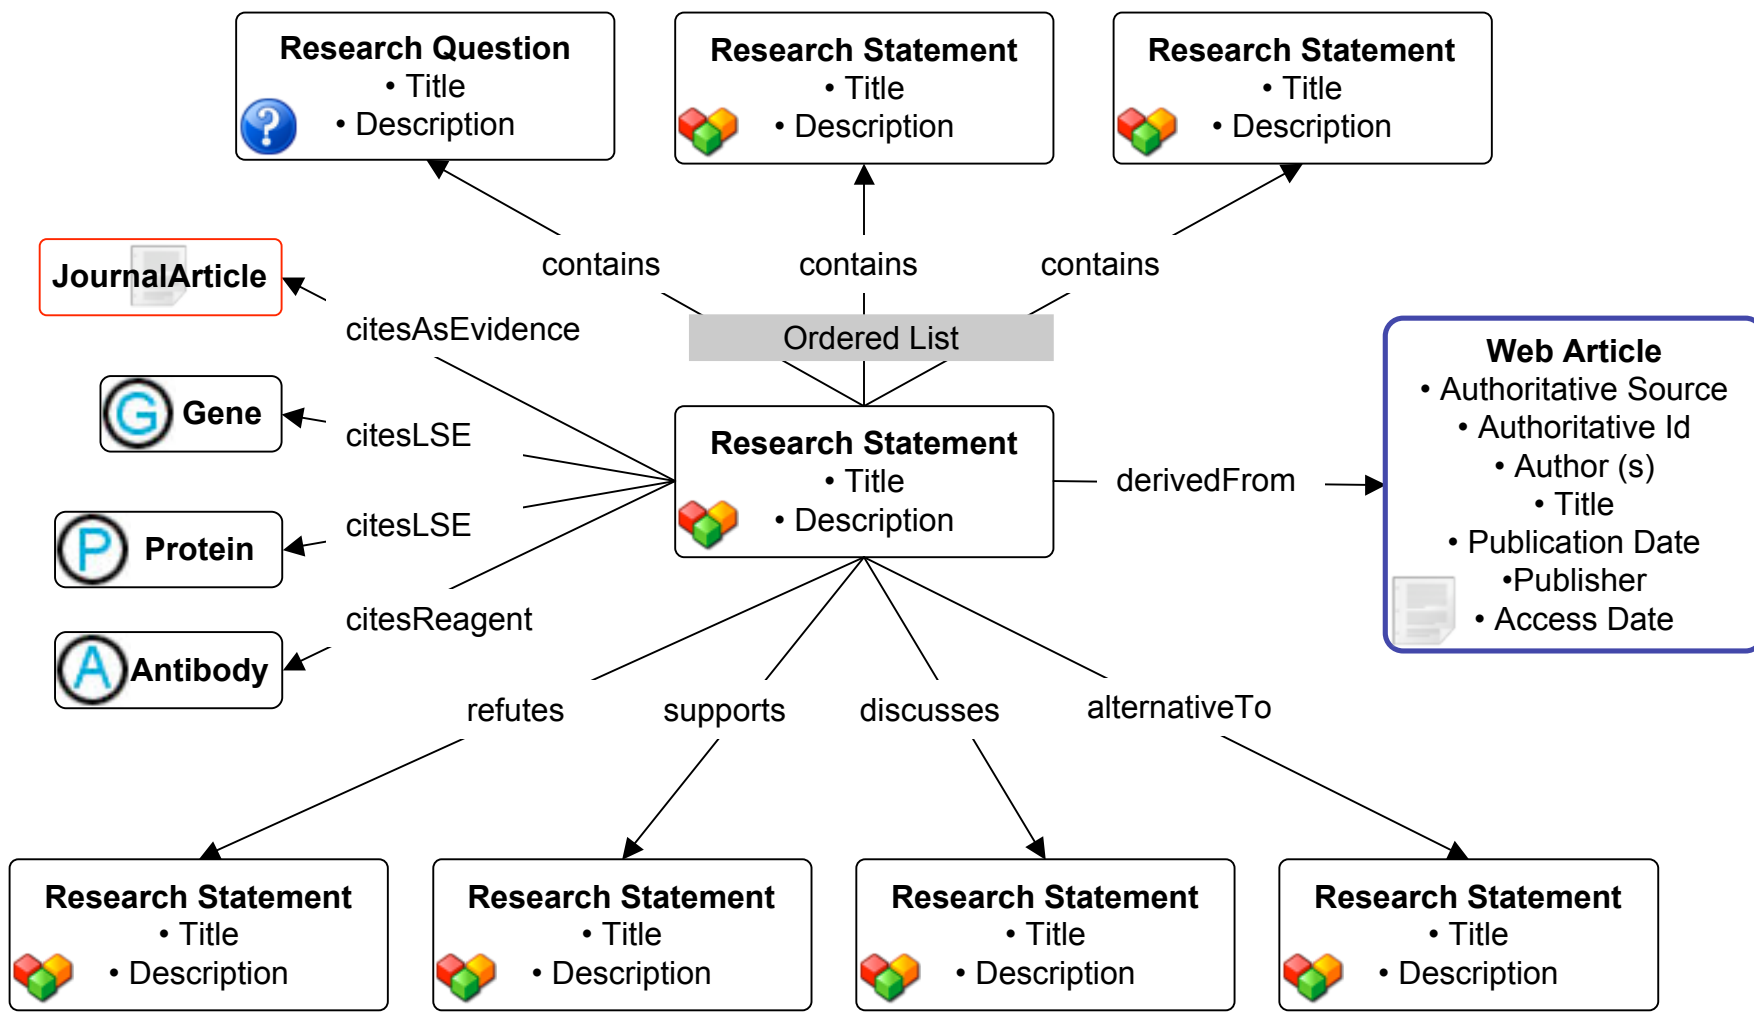 Research Question
• Title
• Description
Research Statement
• Title
• Description
Research Statement
• Title
• Description
contains
contains
contains
Ordered List
JournalArticle
citesAsEvidence
Gene
citesLSE
Protein
citesLSE
Antibody
citesReagent
Research Statement
• Title
• Description
derivedFrom
Web Article
• Authoritative Source
• Authoritative Id
• Author (s)
• Title
• Publication Date
•Publisher
• Access Date
refutes
supports
discusses
alternativeTo
Research Statement
• Title
• Description
Research Statement
• Title
• Description
Research Statement
• Title
• Description
Research Statement
• Title
• Description
?
G
P
A